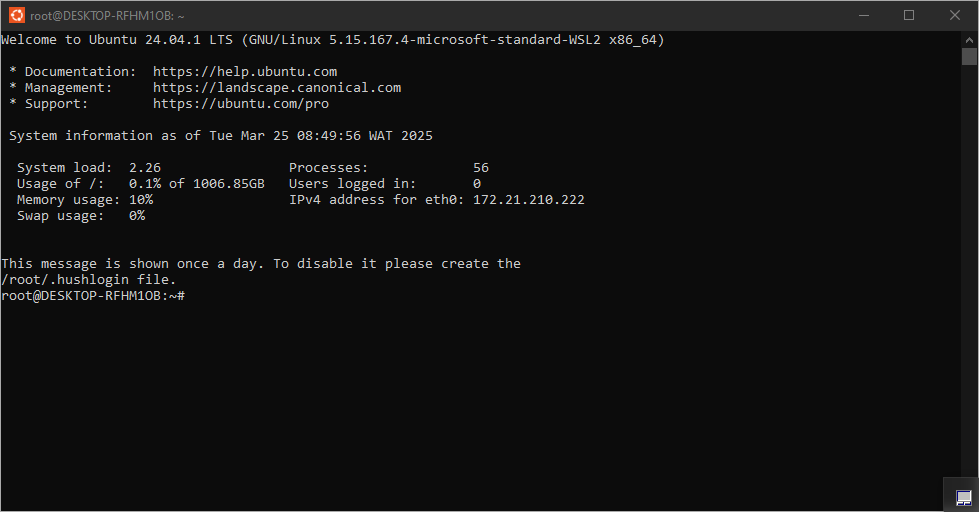 root@DESKTOP-RFHM1OB: ~
Welcome to Ubuntu 24.04.1 LTS (GNU/Linux 5.15.167.4-microsoft-standard-WSL2 x86_64)
* Documentation:  https://help.ubuntu.com
* Management:     https://landscape.canonical.com
* Support:        https://ubuntu.com/pro
System information as of Tue Mar 25 08:49:56 WAT 2025
System load:  2.26                Processes:             56
Usage of /:   0.1% of 1006.85GB   Users logged in:       0
Memory usage: 10%                 IPv4 address for eth0: 172.21.210.222
Swap usage:   0%
This message is shown once a day. To disable it please create the
/root/.hushlogin file.
root@DESKTOP-RFHM1OB:~#